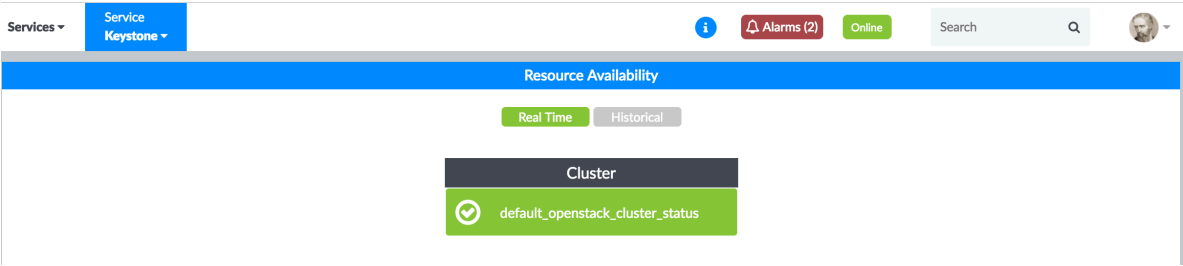 Services
Service
Keystone
i
Alarms (2)
Online
Search
Resource Availability
Real Time
Historical
Cluster
default_openstack_cluster_status